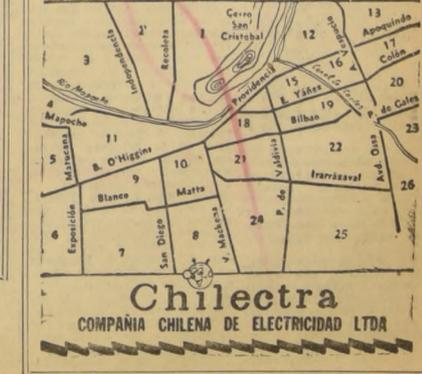 13
Cerro
San
Cristobal
2
1
12
Apoquindo
17
Colón
3
Independencia
Recoleta
A. Vespucio
16
Canal Sn Carlos
20
15
Rio Mapocho
Providencia
E. Yáñez
19
4
Mapocho
18
Bilbao
de Gales
23
11
5
Matucana
B. O'Higgins
10
21
Valdivia
22
Avd. Ossa
9
Matta
Irarrázaval
26
Blanco
P. de
6
Exposición
7
San Diego
8
V. Mackena
24
25
Chilectra
COMPAÑIA CHILENA DE ELECTRICIDAD LTDA